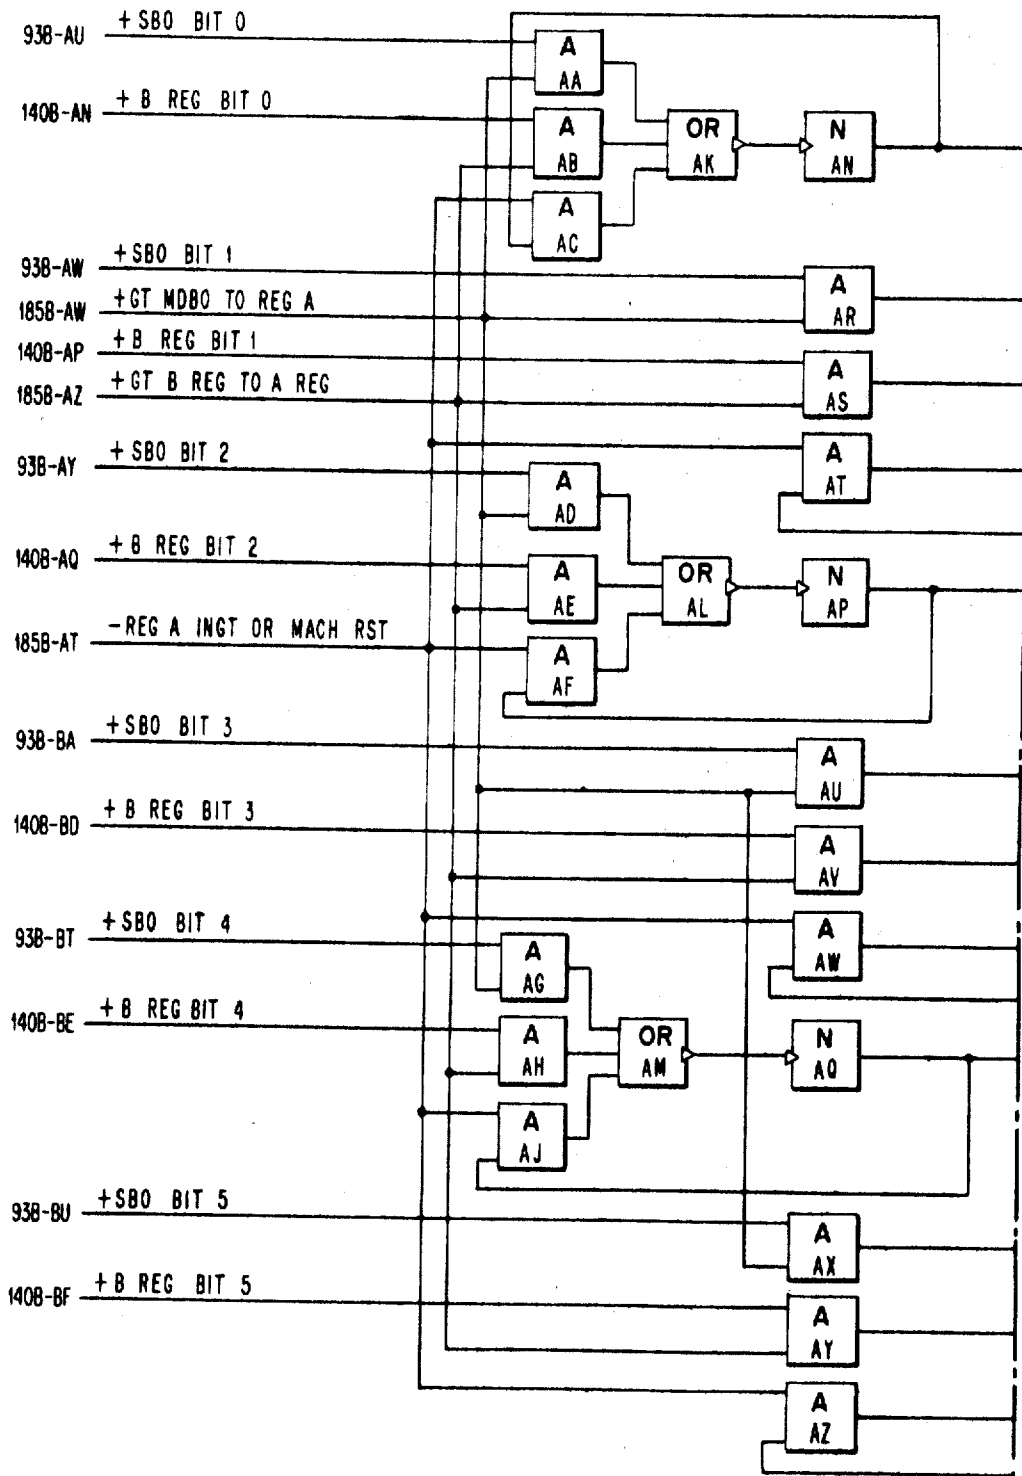 93B-AU +SBO BIT 0
A
AA
140B-AN +B REG BIT 0
A
AB
OR
AK
N
AN
A
AC
93B-AW +SBO BIT 1
A
AR
185B-AW +GT MDBO TO REG A
140B-AP +B REG BIT 1
A
AS
185B-AZ +GT B REG TO A REG
93B-AY +SBO BIT 2
A
AT
A
AD
140B-AQ +B REG BIT 2
A
AE
OR
AL
N
AP
185B-AT -REG A INGT OR MACH RST
A
AF
93B-BA +SBO BIT 3
A
AU
140B-BD +B REG BIT 3
A
AV
93B-BT +SBO BIT 4
A
AG
A
AW
140B-BE +B REG BIT 4
A
AH
OR
AM
N
AQ
A
AJ
93B-BU +SBO BIT 5
A
AX
140B-BF +B REG BIT 5
A
AY
A
AZ